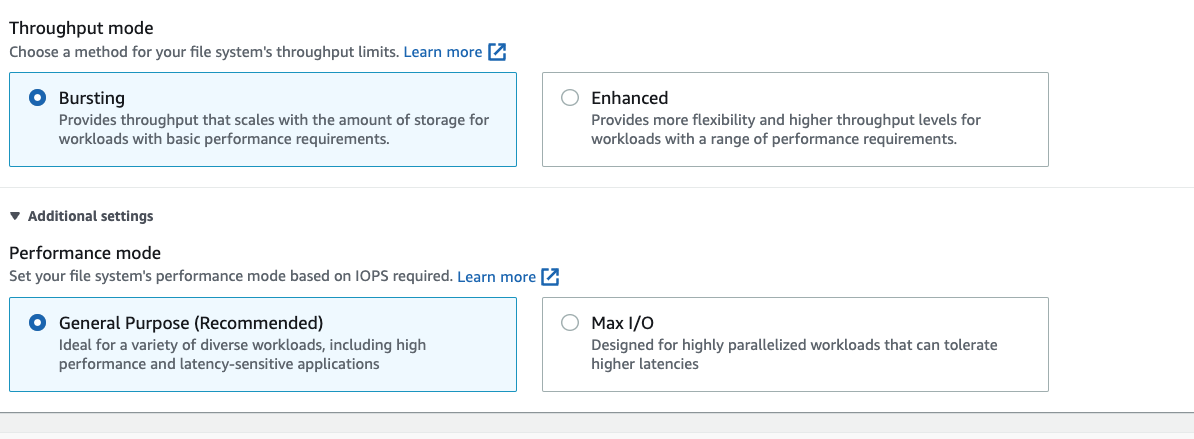 Throughput mode
Choose a method for your file system's throughput limits. Learn more
Bursting
Provides throughput that scales with the amount of storage for
workloads with basic performance requirements.
Enhanced
Provides more flexibility and higher throughput levels for
workloads with a range of performance requirements.
Additional settings
Performance mode
Set your file system's performance mode based on IOPS required. Learn more
General Purpose (Recommended)
Ideal for a variety of diverse workloads, including high
performance and latency-sensitive applications
Max I/O
Designed for highly parallelized workloads that can tolerate
higher latencies